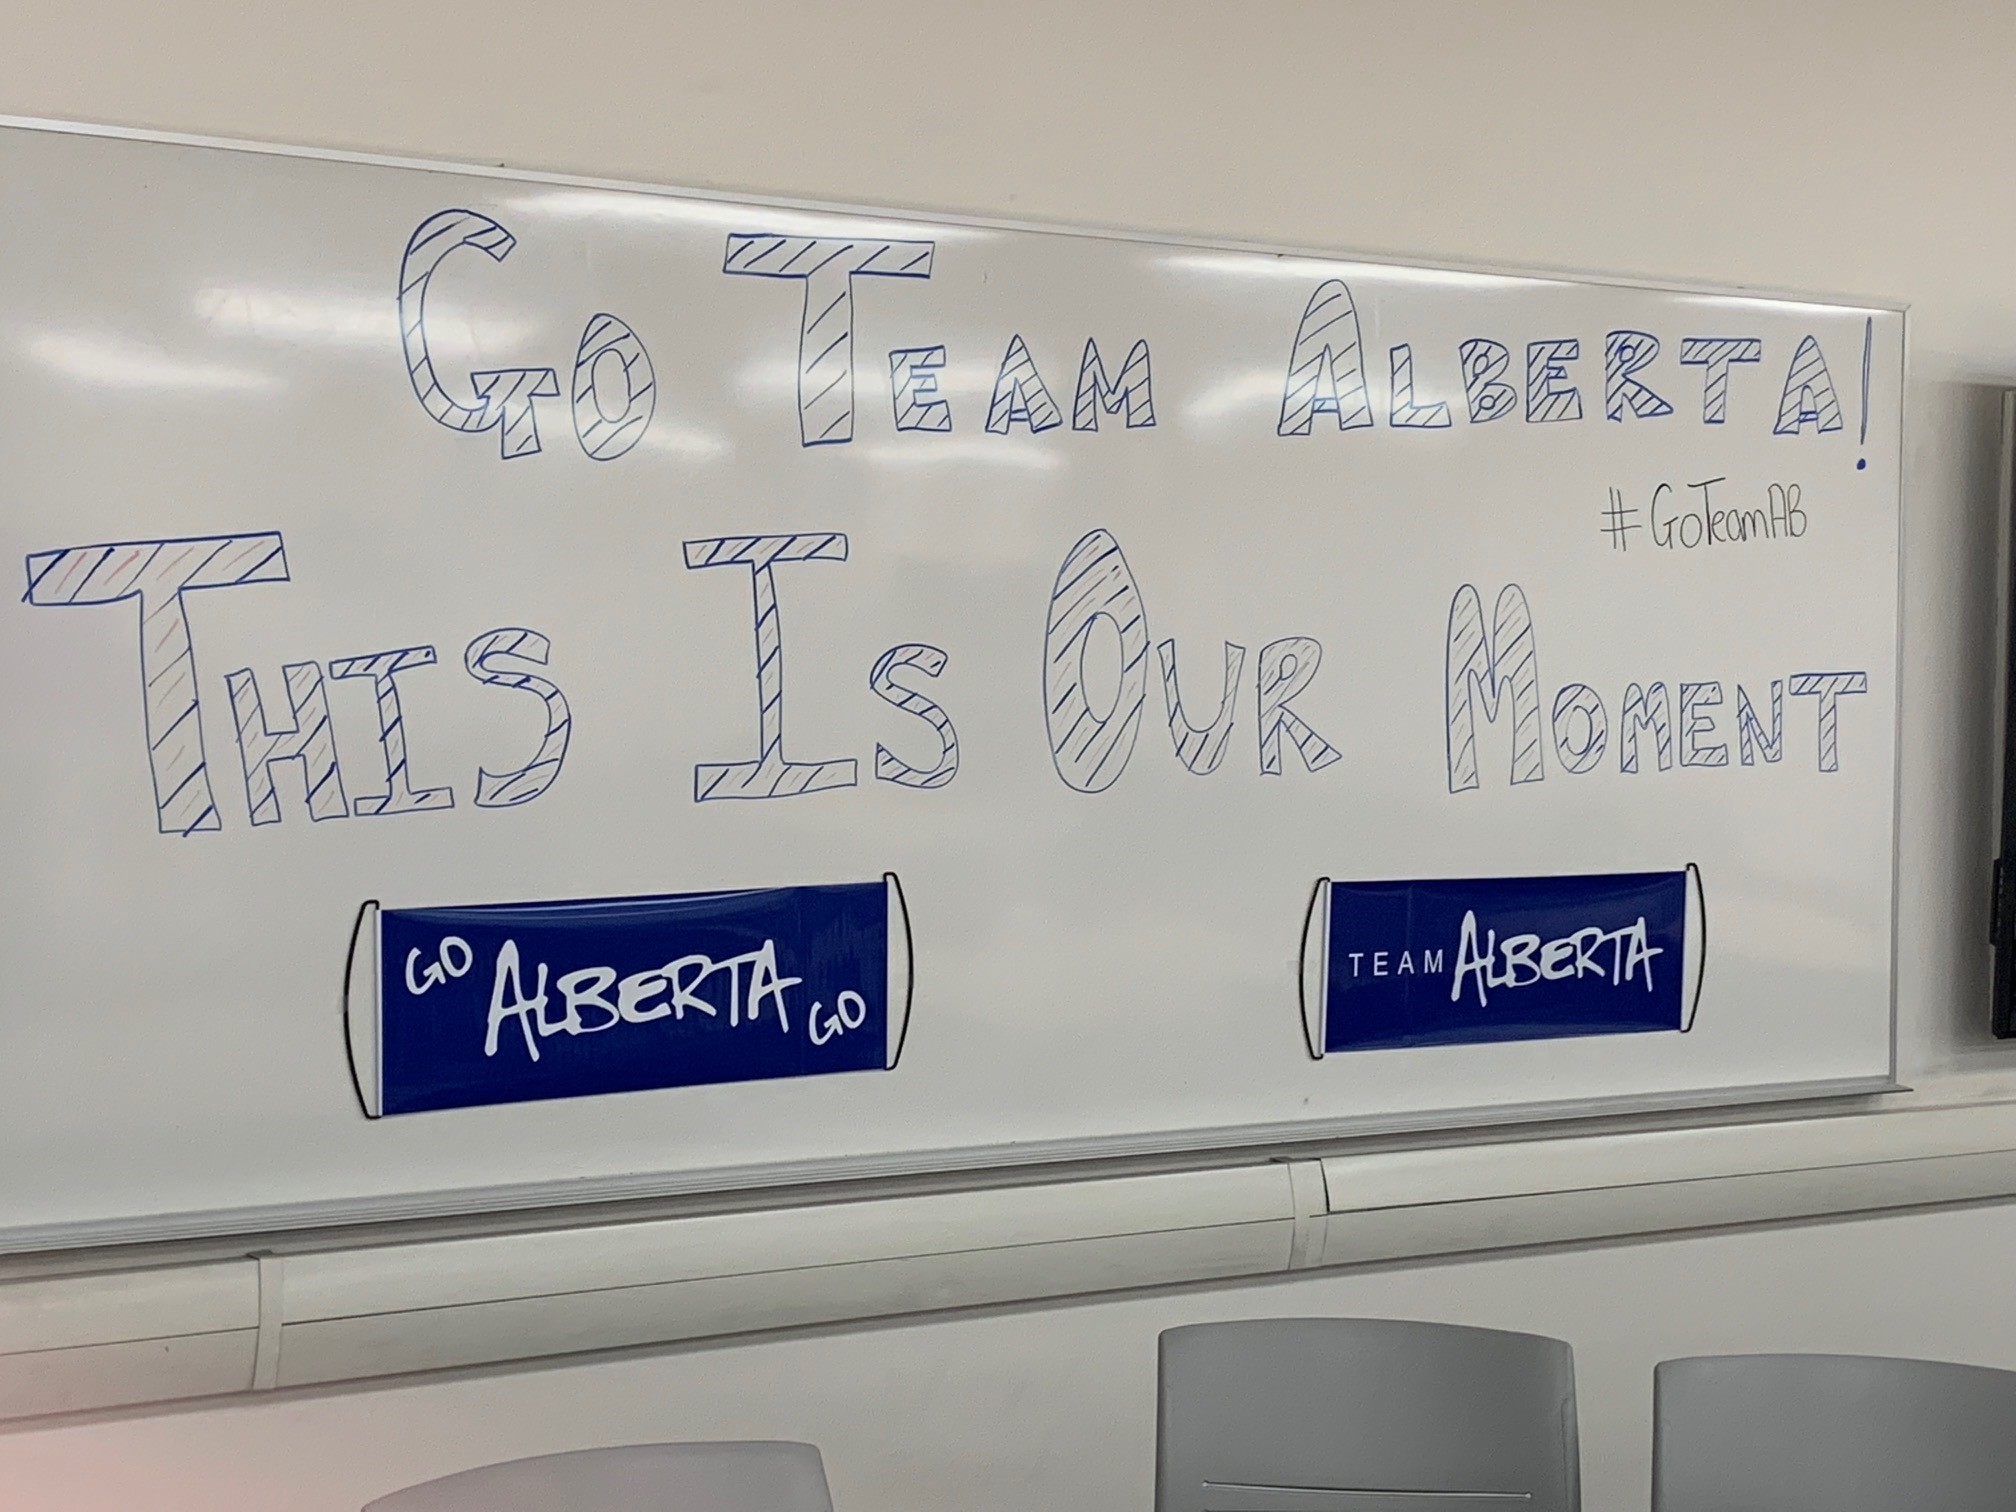 Go Team Alberta!
#GoTeamAB
This Is Our Moment
GO ALBERTA GO
TEAM ALBERTA